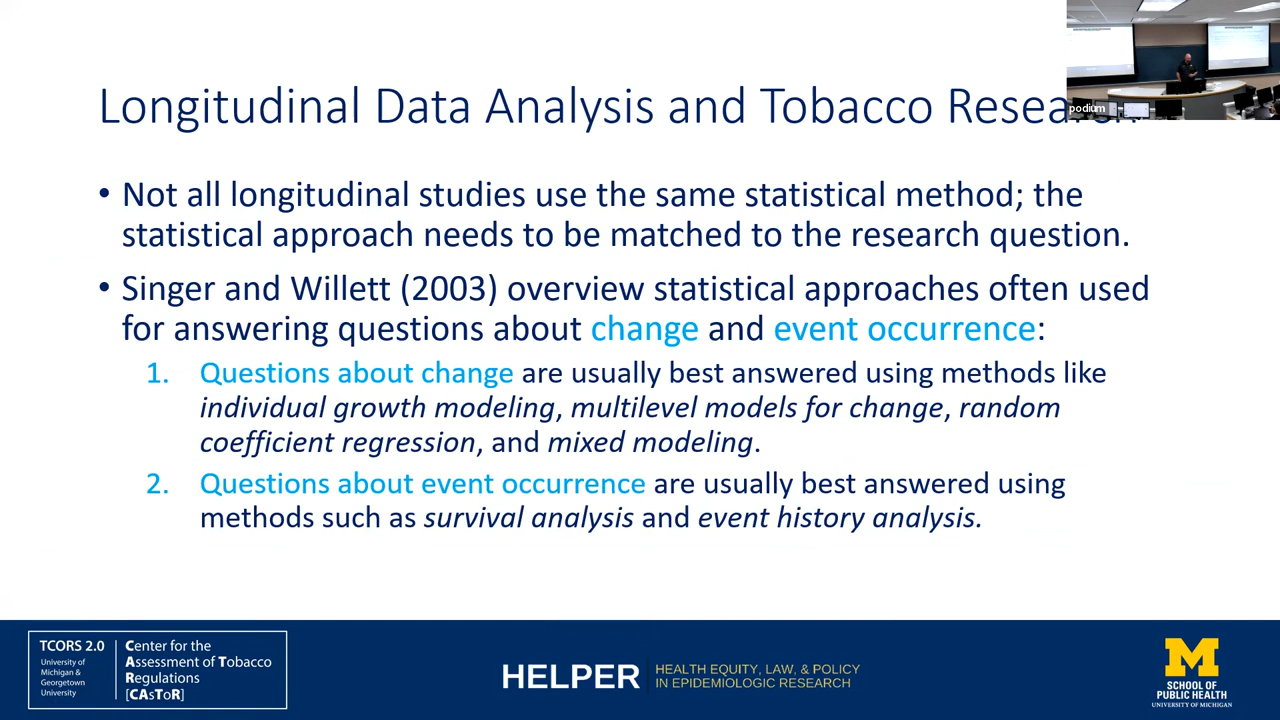 Longitudinal Data Analysis and Tobacco Research
podium
• Not all longitudinal studies use the same statistical method; the
statistical approach needs to be matched to the research question.
• Singer and Willett (2003) overview statistical approaches often used
for answering questions about change and event occurrence:
1. Questions about change are usually best answered using methods like
individual growth modeling, multilevel models for change, random
coefficient regression, and mixed modeling.
2. Questions about event occurrence are usually best answered using
methods such as survival analysis and event history analysis.
TCORS 2.0
University of
Michigan &
Georgetown
University
Center for the
Assessment of Tobacco
Regulations
[CAsToR]
HELPER
HEALTH EQUITY, LAW, & POLICY
IN EPIDEMIOLOGIC RESEARCH
M
SCHOOL OF
PUBLIC HEALTH
UNIVERSITY OF MICHIGAN